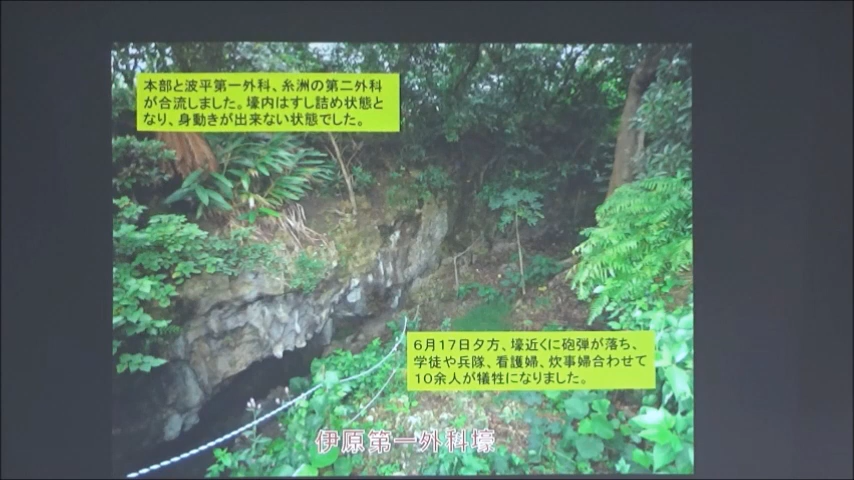 本部と波平第一外科、糸洲の第二外科
が合流しました。壕内はすし詰め状態と
なり、身動きが出来ない状態でした。
6月17日夕方、壕近くに砲弾が落ち、
学徒や兵隊、看護婦、炊事婦合わせて
10余人が犠牲になりました。
伊原第一外科壕